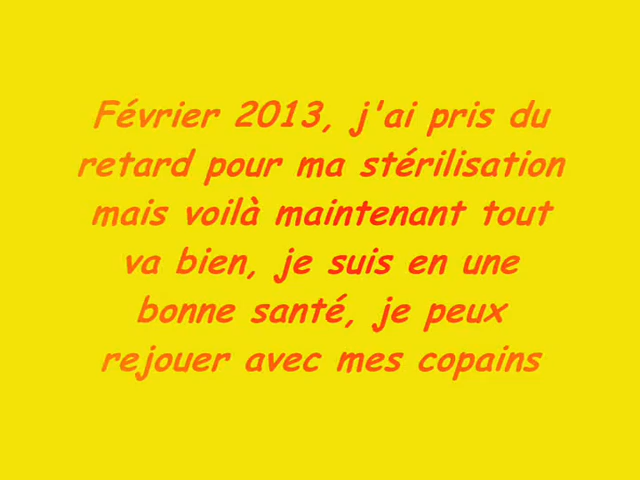 Février 2013, j'ai pris du
retard pour ma stérilisation
mais voilà maintenant tout
va bien, je suis en une
bonne santé, je peux
rejouer avec mes copains